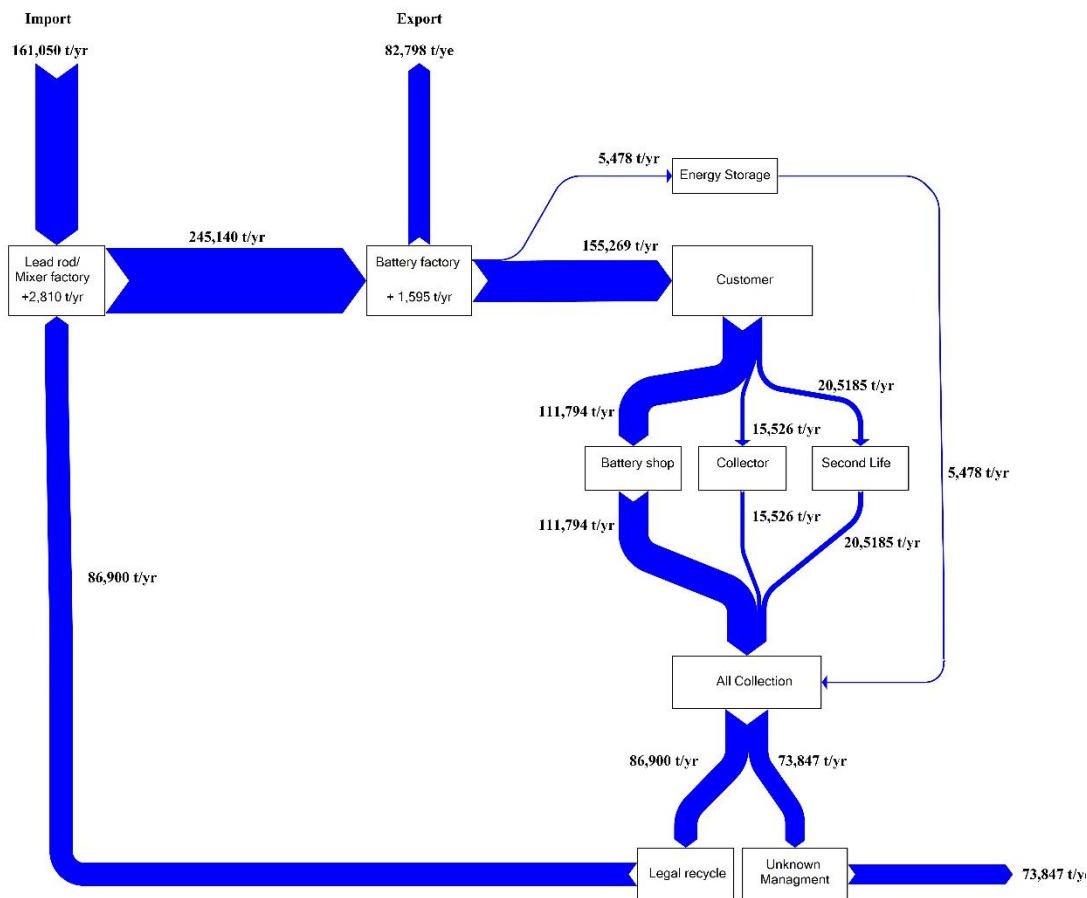 Import
Export
161,050 t/yr
82,798 t/ye
5,478 t/yr
Energy Storage
245,140 t/yr
155,269 t/yr
Lead rod/
Mixer factory
+2,810 t/yr
Battery factory
+ 1,595 t/yr
Customer
20,5185 t/yr
111,794 t/yr
15,526 t/yr
Battery shop
Collector
Second Life
5,478 t/yr
111,794 t/yr
15,526 t/yr
20,5185 t/yr
86,900 t/yr
All Collection
86,900 t/yr
73,847 t/yr
Legal recycle
Unknown
Managment
73,847 t/ye